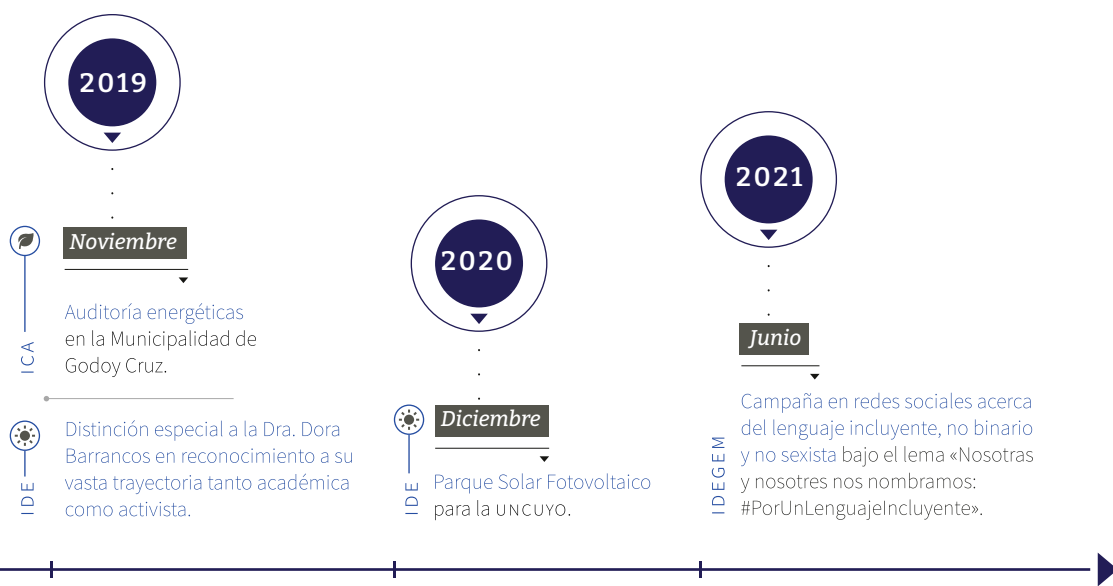 2019
Noviembre
ICA
Auditoría energéticas
en la Municipalidad de
Godoy Cruz.
IDE
Distinción especial a la Dra. Dora
Barrancos en reconocimiento a su
vasta trayectoria tanto académica
como activista.
2020
Diciembre
IDE
Parque Solar Fotovoltaico
para la UNCUYO.
2021
Junio
IDEGEM
Campaña en redes sociales acerca
del lenguaje incluyente, no binario
y no sexista bajo el lema «Nosotras
y nosotres nos nombramos:
#PorUnLenguajeIncluyente».